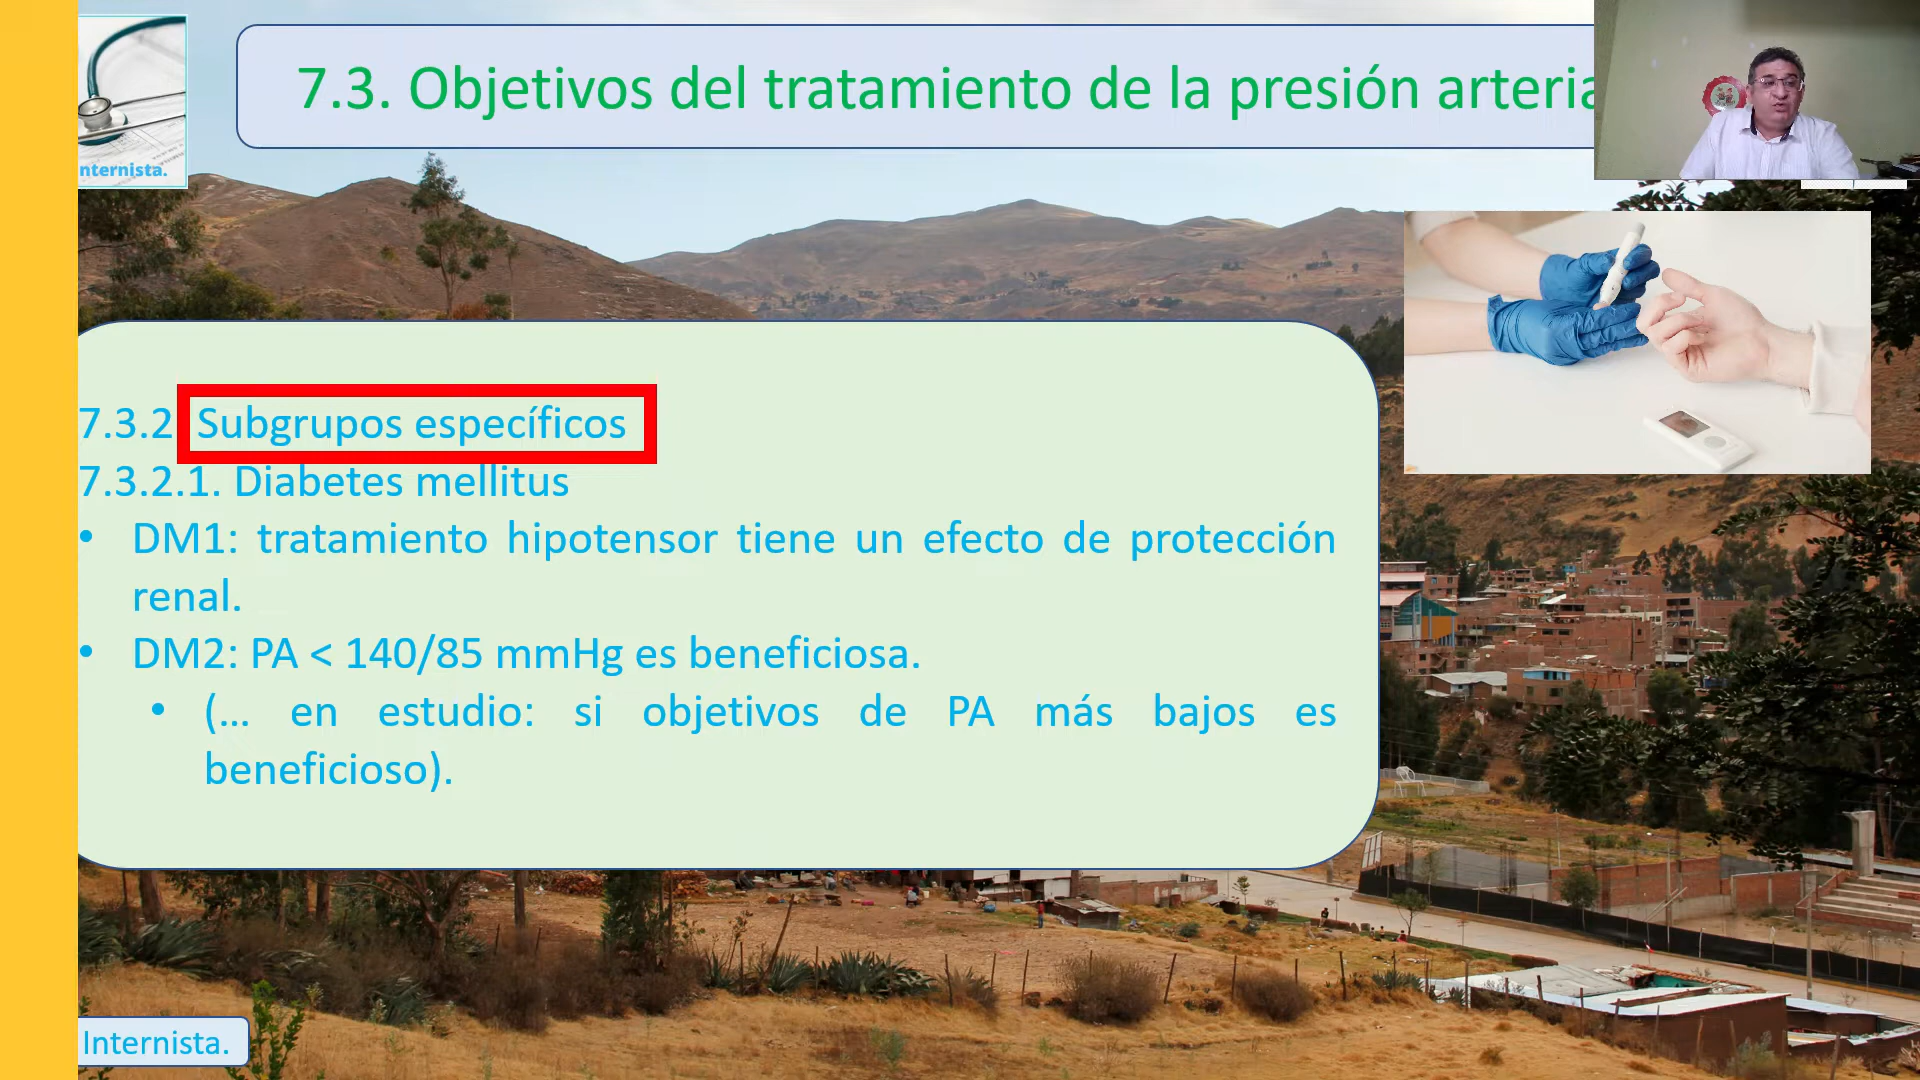 nternista.
7.3. Objetivos del tratamiento de la presión arteria
7.3.2 Subgrupos específicos
7.3.2.1. Diabetes mellitus
• DM1: tratamiento hipotensor tiene un efecto de protección
renal.
• DM2: PA < 140/85 mmHg es beneficiosa.
• (... en estudio: si objetivos de PA más bajos es
beneficioso).
Internista.